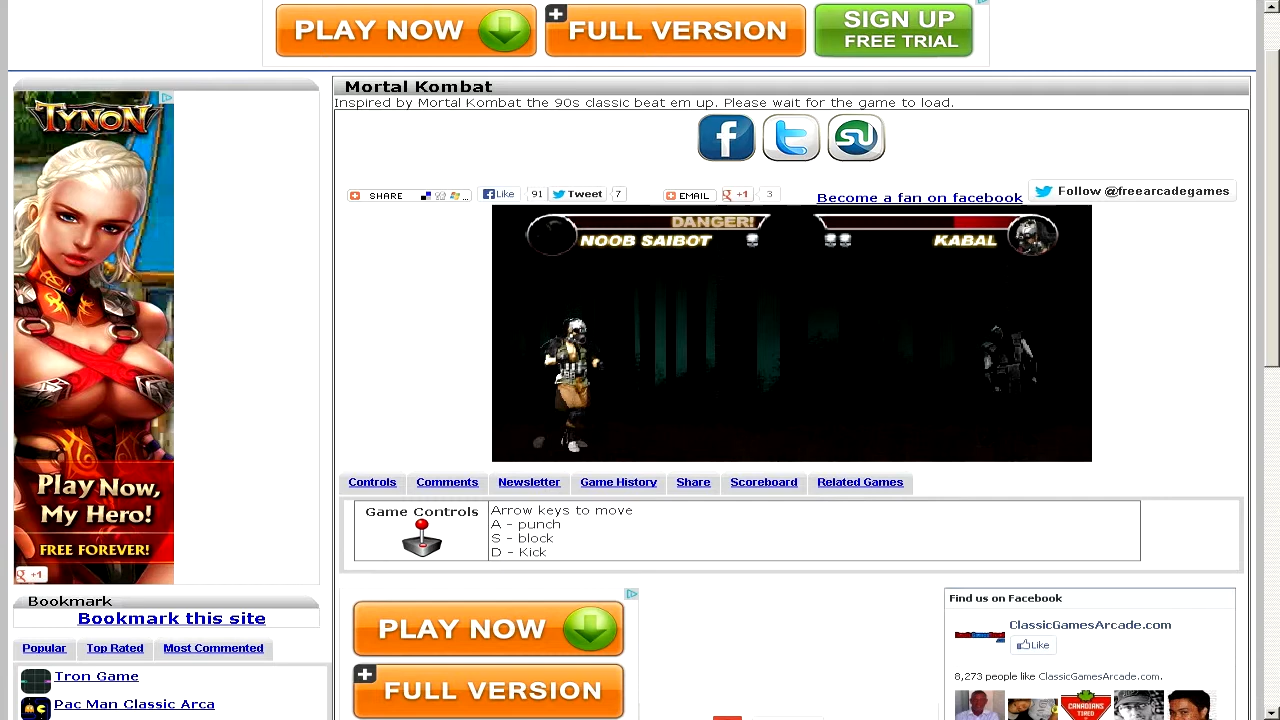 PLAY NOW
FULL VERSION
SIGN UP
FREE TRIAL
TYNON
Play Now,
My Hero!
FREE FOREVER!
+1
Bookmark
Bookmark this site
Popular
Top Rated
Most Commented
Tron Game
Pac Man Classic Arca
Mortal Kombat
Inspired by Mortal Kombat the 90s classic beat em up. Please wait for the game to load.
SHARE
Like
91
Tweet
7
EMAIL
+1
3
Become a fan on facebook
Follow @freearcadegames
DANGER!
NOOB SAIBOT
KABAL
Controls
Comments
Newsletter
Game History
Share
Scoreboard
Related Games
Game Controls
Arrow keys to move
A - punch
S - block
D - Kick
PLAY NOW
FULL VERSION
Find us on Facebook
ClassicGamesArcade.com
Like
6,273 people like ClassicGamesArcade.com.
CANADIANS
TIRED